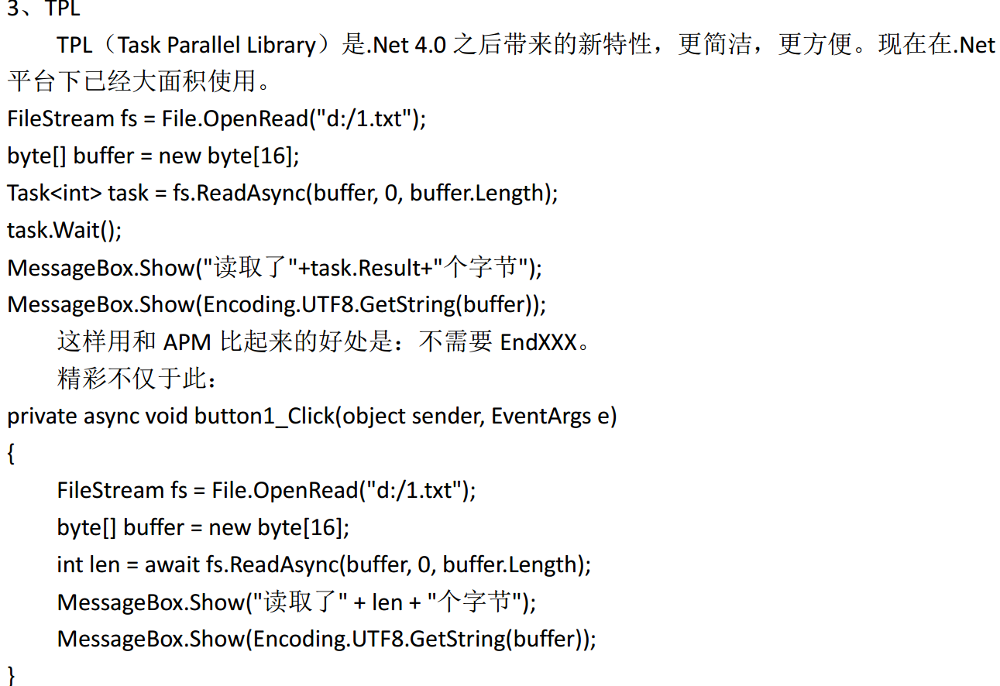 3、TPL
TPL（Task Parallel Library）是.Net 4.0 之后带来的新特性，更简洁，更方便。现在在.Net
平台下已经大面积使用。
FileStream fs = File.OpenRead("d:/1.txt");
byte[] buffer = new byte[16];
Task<int> task = fs.ReadAsync(buffer, 0, buffer.Length);
task.Wait();
MessageBox.Show("读取了"+task.Result+"个字节");
MessageBox.Show(Encoding.UTF8.GetString(buffer));
这样用和 APM 比起来的好处是：不需要 EndXXX。
精彩不仅于此：
private async void button1_Click(object sender, EventArgs e)
{
FileStream fs = File.OpenRead("d:/1.txt");
byte[] buffer = new byte[16];
int len = await fs.ReadAsync(buffer, 0, buffer.Length);
MessageBox.Show("读取了" + len + "个字节");
MessageBox.Show(Encoding.UTF8.GetString(buffer));
}